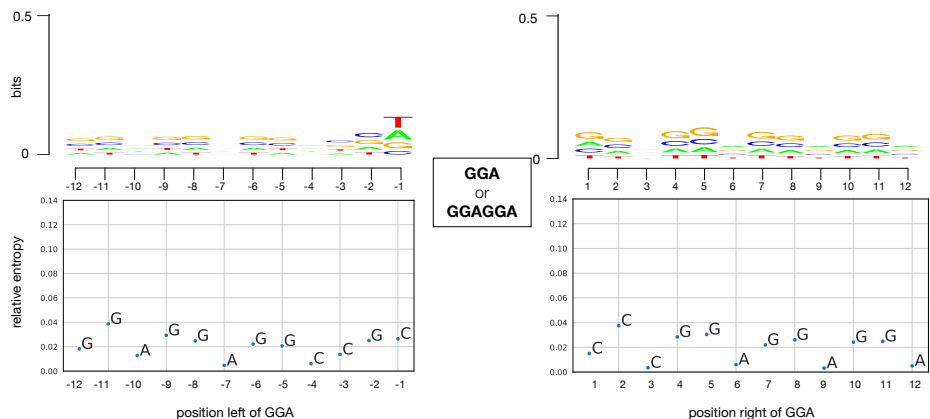 0.5
bits
0
-12 -11 -10 -9 -8 -7 -6 -5 -4 -3 -2 -1
T
A
G
C
0.5
0
1 2 3 4 5 6 7 8 9 10 11 12
GGA
or
GGAGGA
relative entropy
0.14
0.12
0.10
0.08
0.06
0.04
0.02
0.00
G G A G G A G G C C G C
-12 -11 -10 -9 -8 -7 -6 -5 -4 -3 -2 -1
position left of GGA
0.14
0.12
0.10
0.08
0.06
0.04
0.02
0.00
C C C G G A G G A G G A
1 2 3 4 5 6 7 8 9 10 11 12
position right of GGA